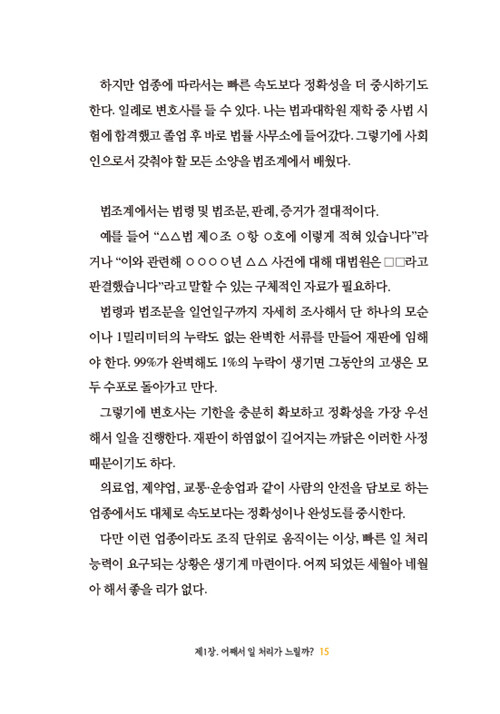 하지만 업종에 따라서는 빠른 속도보다 정확성을 더 중시하기도
한다. 일례로 변호사를 들 수 있다. 나는 법과대학원 재학 중 사법 시
험에 합격했고 졸업 후 바로 법률 사무소에 들어갔다. 그렇기에 사회
인으로서 갖춰야 할 모든 소양을 법조계에서 배웠다.
법조계에서는 법령 및 법조문, 판례, 증거가 절대적이다.
예를 들어 “△△법 제○조 ○항 ○호에 이렇게 적혀 있습니다”라
거나 “이와 관련해 ○○○○년 △△ 사건에 대해 대법원은 □□라고
판결했습니다”라고 말할 수 있는 구체적인 자료가 필요하다.
법령과 법조문을 일언일구까지 자세히 조사해서 단 하나의 모순
이나 1밀리미터의 누락도 없는 완벽한 서류를 만들어 재판에 임해
야 한다. 99%가 완벽해도 1%의 누락이 생기면 그동안의 고생은 모
두 수포로 돌아가고 만다.
그렇기에 변호사는 기한을 충분히 확보하고 정확성을 가장 우선
해서 일을 진행한다. 재판이 하염없이 길어지는 까닭은 이러한 사정
때문이기도 하다.
의료업, 제약업, 교통·운송업과 같이 사람의 안전을 담보로 하는
업종에서도 대체로 속도보다는 정확성이나 완성도를 중시한다.
다만 이런 업종이라도 조직 단위로 움직이는 이상, 빠른 일 처리
능력이 요구되는 상황은 생기게 마련이다. 어찌 되었든 세월아 네월
아 해서 좋을 리가 없다.
제1장. 어째서 일 처리가 느릴까? 15